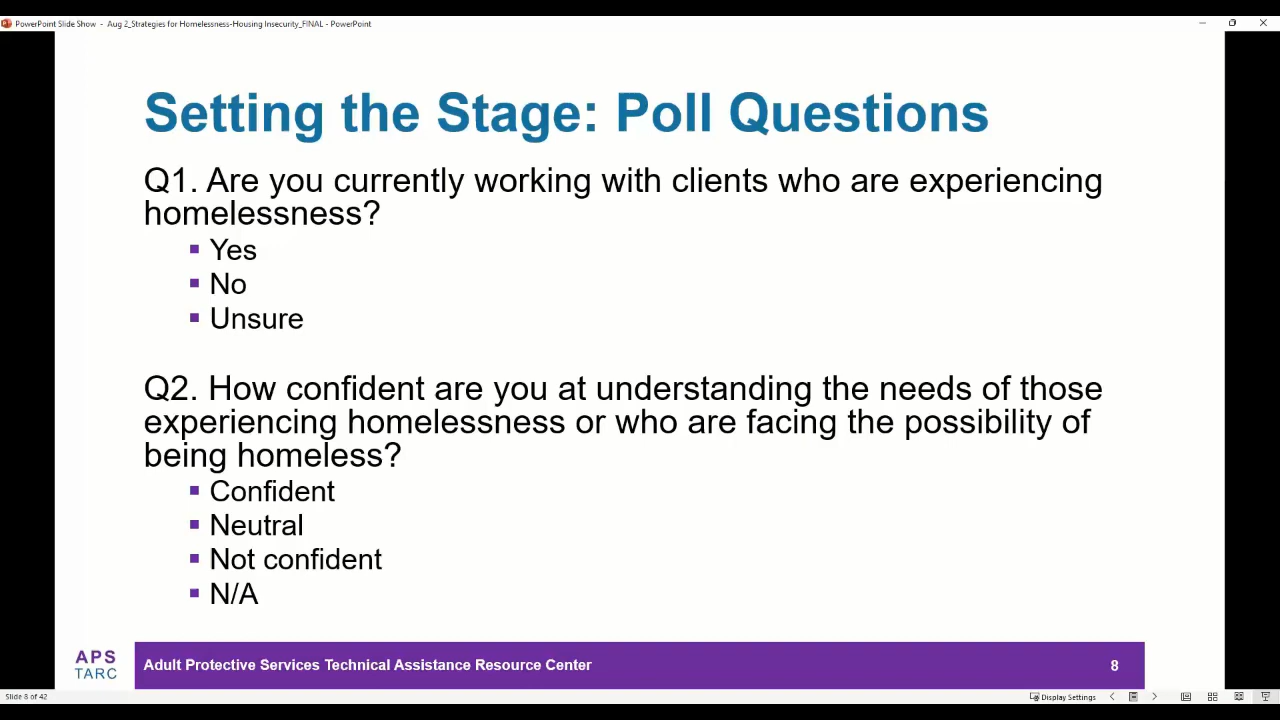 PowerPoint Slide Show - Aug 2_Strategies for Homelessness-Housing Insecurity_FINAL - PowerPoint
Setting the Stage: Poll Questions
Q1. Are you currently working with clients who are experiencing
homelessness?
Yes
No
Unsure
Q2. How confident are you at understanding the needs of those
experiencing homelessness or who are facing the possibility of
being homeless?
Confident
Neutral
Not confident
N/A
APS
TARC
Adult Protective Services Technical Assistance Resource Center
8
Slide 8 of 42
Display Settings